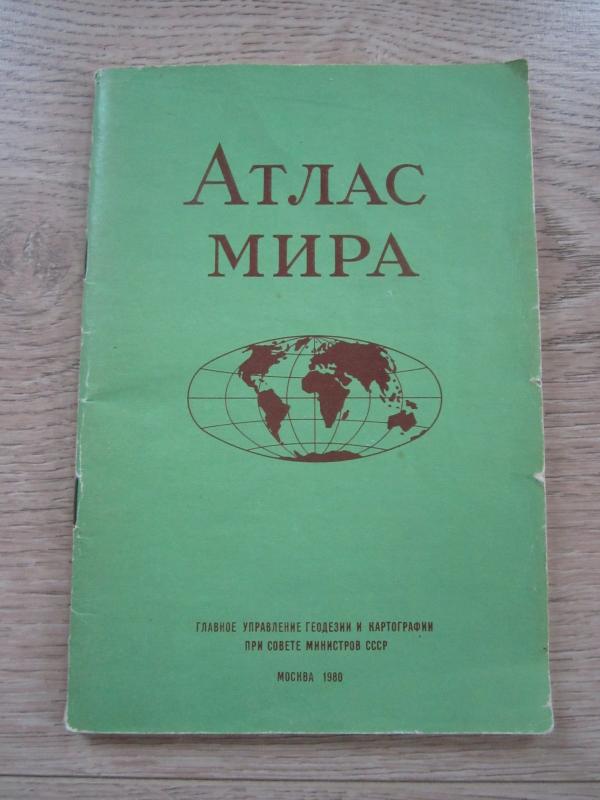 Атлас
мира
ГЛАВНОЕ УПРАВЛЕНИЕ ГЕОДЕЗИИ И КАРТОГРАФИИ
ПРИ СОВЕТЕ МИНИСТРОВ СССР
МОСКВА 1980